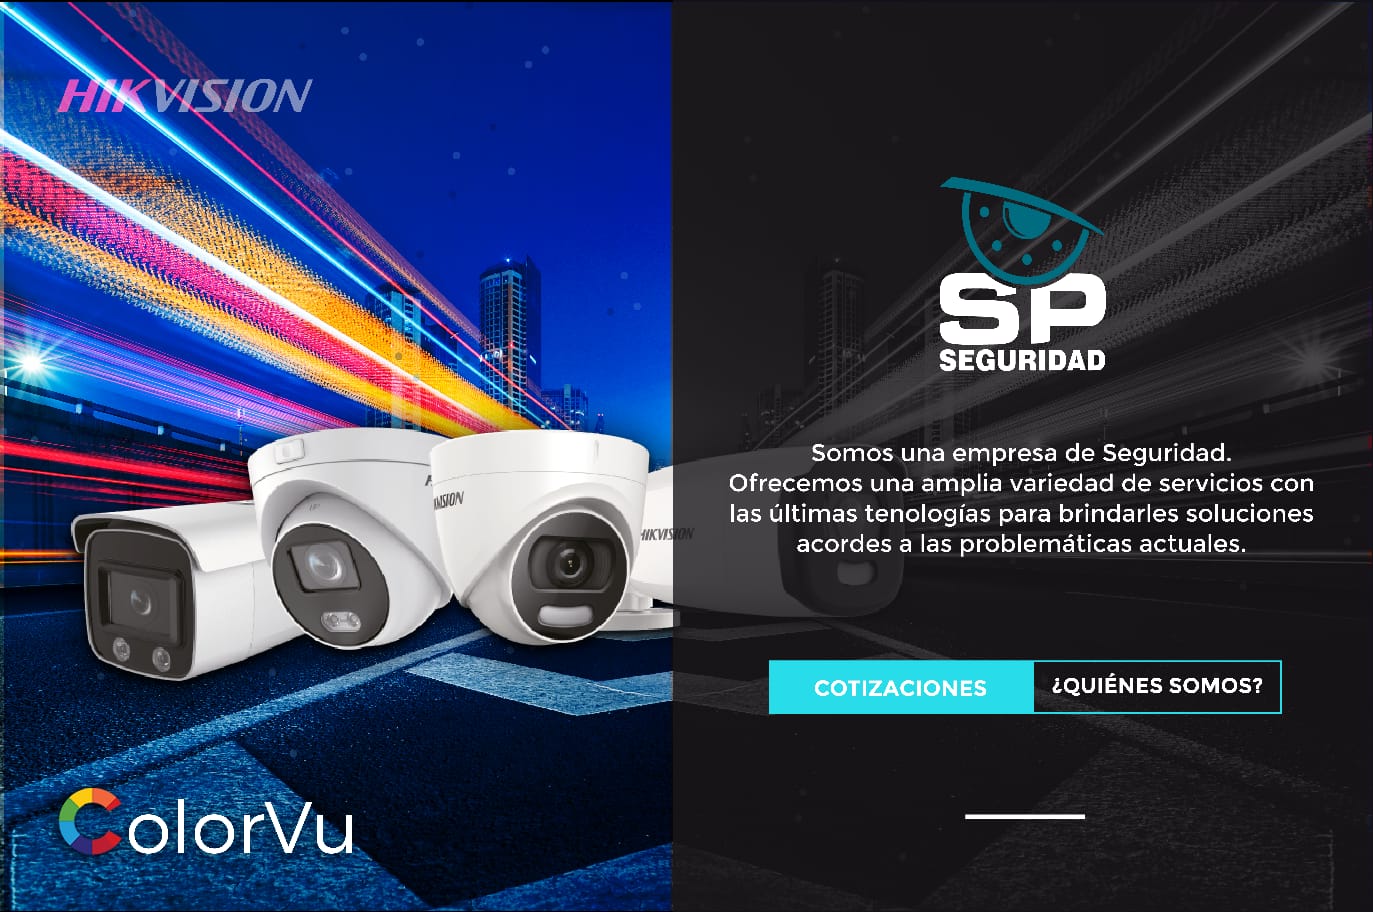 HIKVISION
SP
SEGURIDAD
Somos una empresa de Seguridad.
Ofrecemos una amplia variedad de servicios con
las últimas tenologías para brindarles soluciones
acordes a las problemáticas actuales.
HIKVISION
COTIZACIONES
¿QUIÉNES SOMOS?
ColorVu